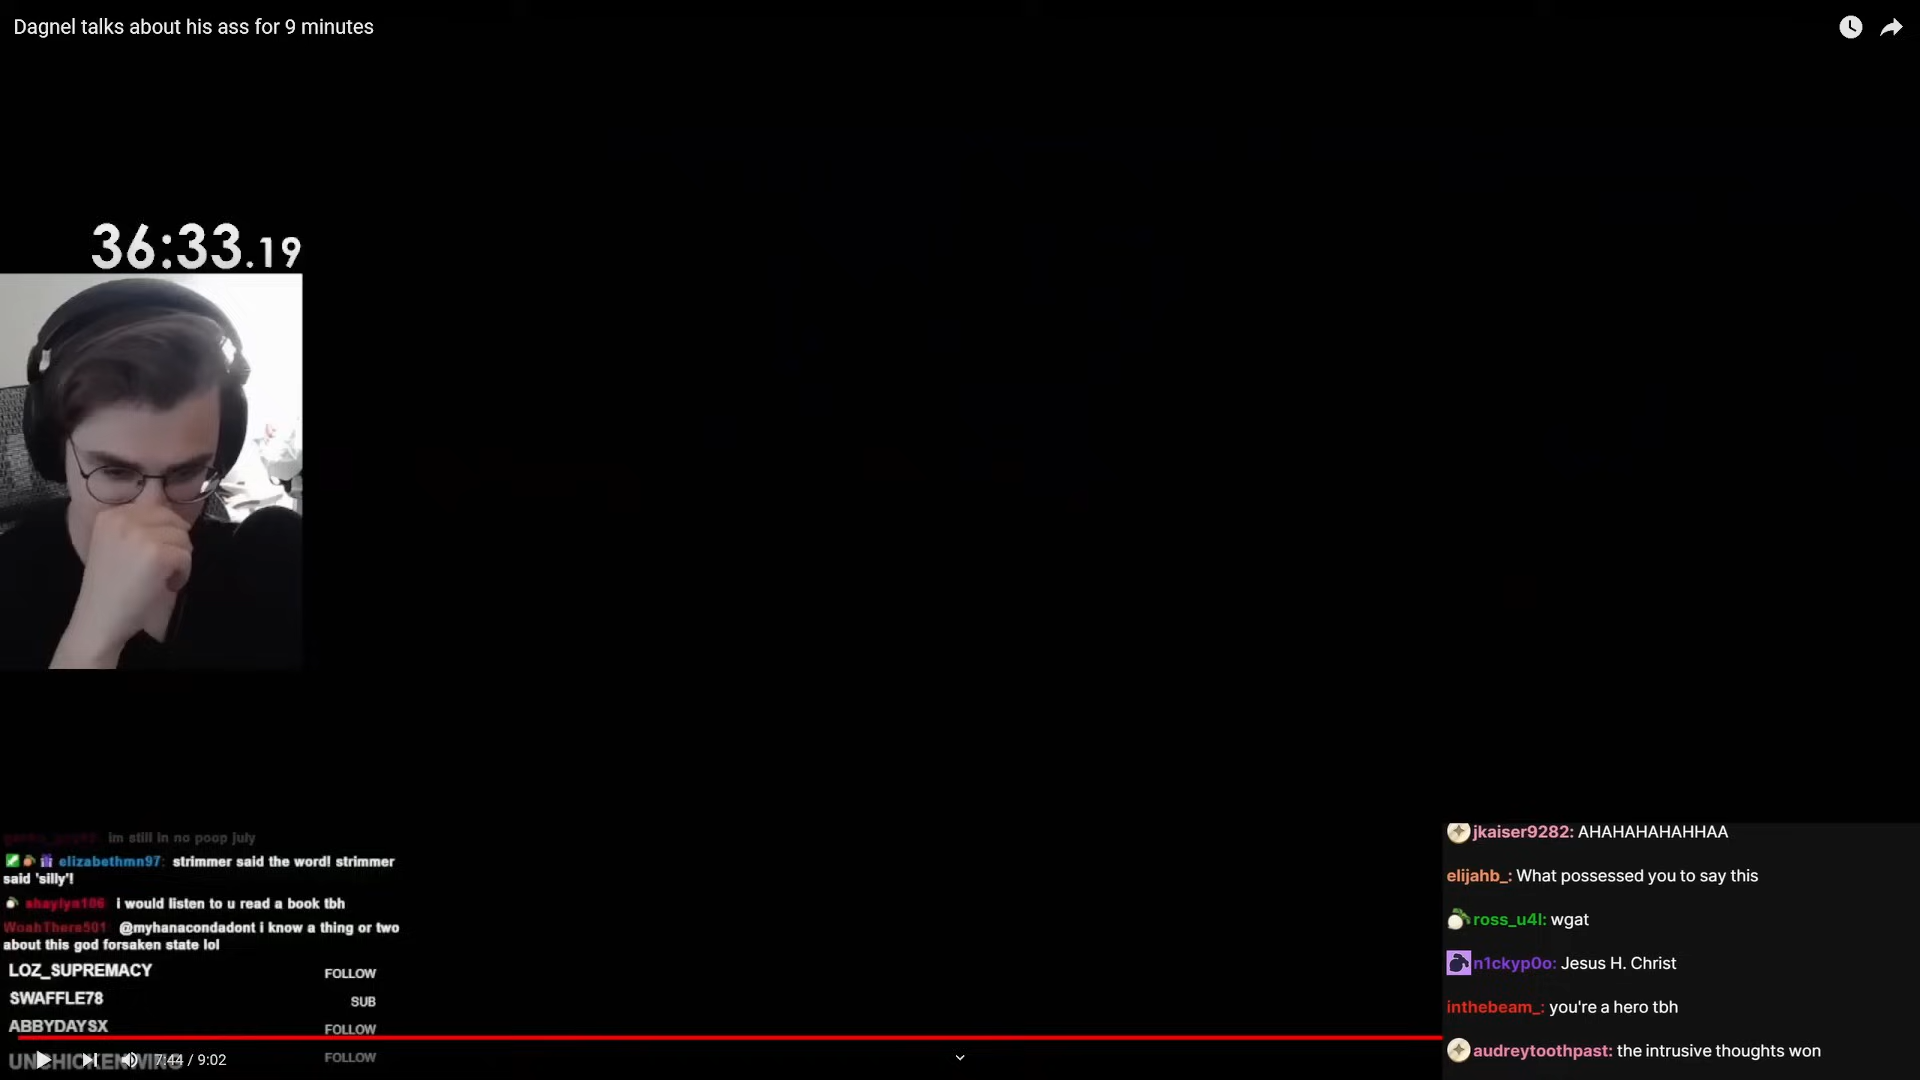 Dagnel talks about his ass for 9 minutes
36:33.19
im still in no poop july
elizabethmn97: strimmer said the word! strimmer
said 'silly'!
shaylyn106 i would listen to u read a book tbh
WoahThere501 @myhanacondadont i know a thing or two
about this god forsaken state lol
LOZ_SUPREMACY FOLLOW
SWAFFLE78 SUB
ABBYDAYSX FOLLOW
UNCHICKENWING FOLLOW
7:44 / 9:02
jkaiser9282: AHAHAHAHAHHAA
elijahb_: What possessed you to say this
ross_u4l: wgat
n1ckyp0o: Jesus H. Christ
inthebeam_: you're a hero tbh
audreytoothpast: the intrusive thoughts won